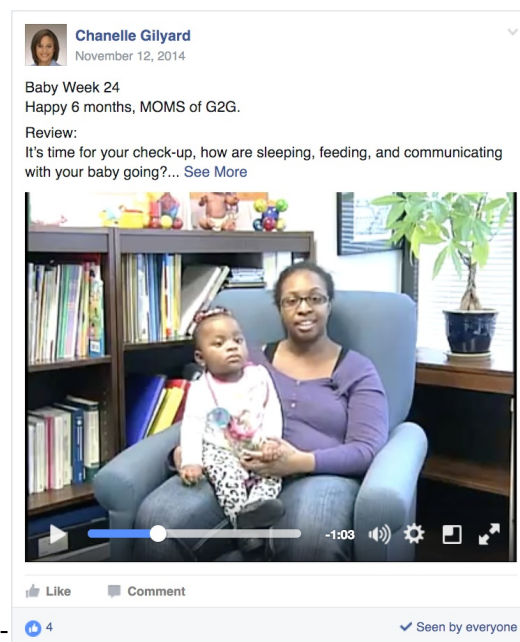 Chanelle Gilyard
November 12, 2014
Baby Week 24
Happy 6 months, MOMS of G2G.
Review:
It's time for your check-up, how are sleeping, feeding, and communicating
with your baby going?... See More
-1:03
Like
Comment
4
Seen by everyone